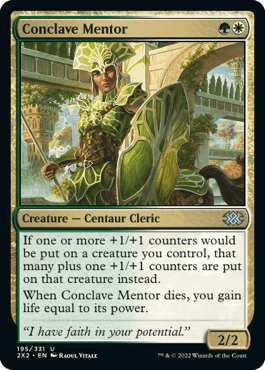 Conclave Mentor
Creature — Centaur Cleric
If one or more +1/+1 counters would
be put on a creature you control, that
many plus one +1/+1 counters are put
on that creature instead.
When Conclave Mentor dies, you gain
life equal to its power.
"I have faith in your potential."
2/2
195/331 U
2X2 • EN Raoul Vitale
™ & © 2022 Wizards of the Coast